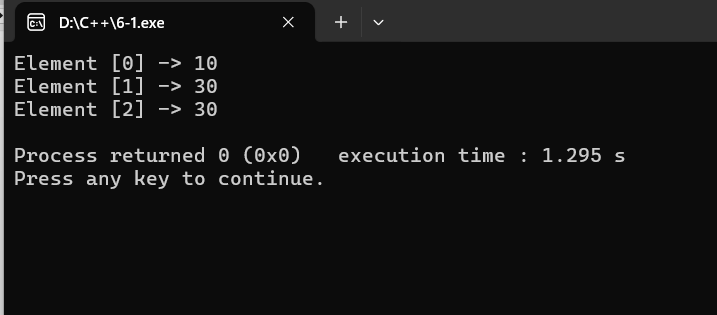 D:\C++\6-1.exe
Element [0] -> 10
Element [1] -> 30
Element [2] -> 30
Process returned 0 (0x0)   execution time : 1.295 s
Press any key to continue.